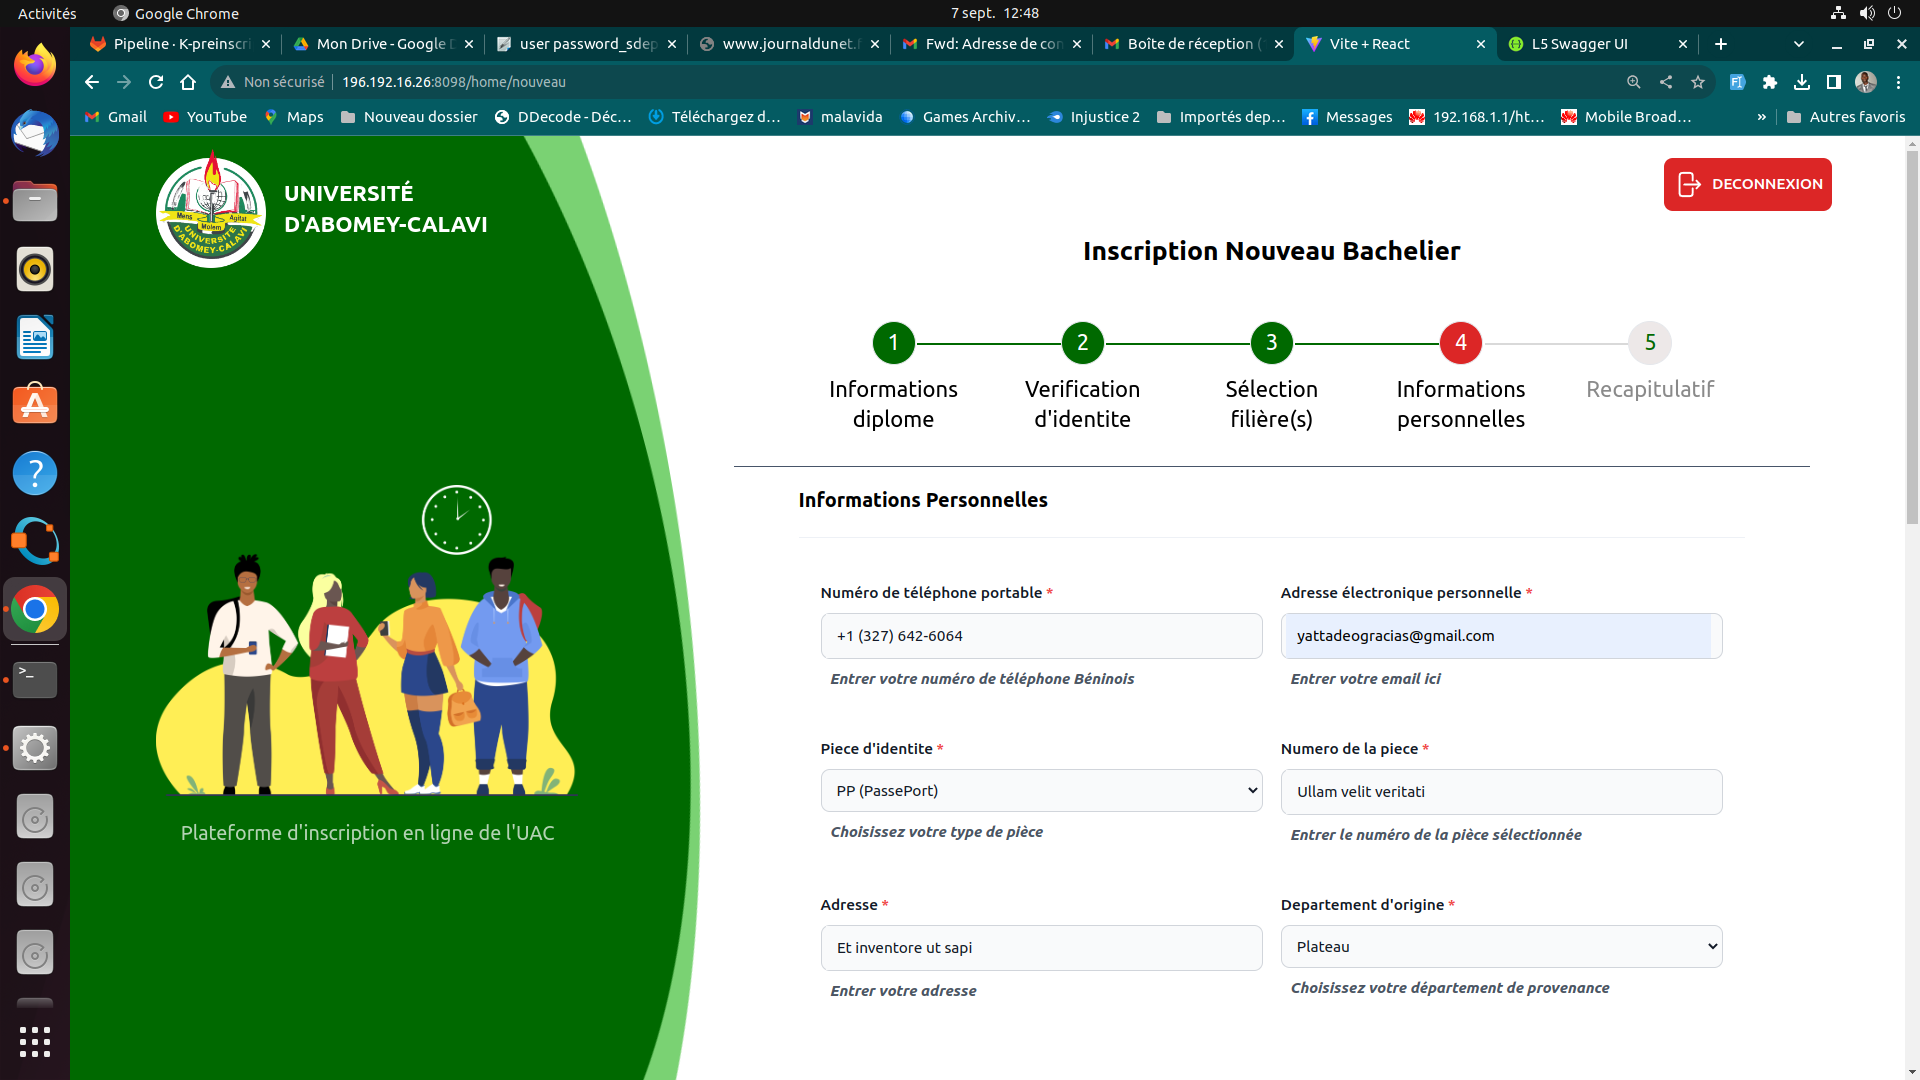 Activités
Google Chrome
7 sept.  12:48
Pipeline · K-preinscri
Mon Drive - Google D
user password_sdep
www.journaldunet.f
Fwd: Adresse de con
Boîte de réception (
Vite + React
L5 Swagger UI
Non sécurisé
196.192.16.26:8098/home/nouveau
Gmail
YouTube
Maps
Nouveau dossier
DDecode - Déc...
Téléchargez d...
malavida
Games Archiv...
Injustice 2
Importés dep...
Messages
192.168.1.1/ht...
Mobile Broad...
»
Autres favoris
Mens
Agitat
Molem
UNIVERSITÉ
D'ABOMEY-CALAVI
UNIVERSITÉ
D'ABOMEY-CALAVI
DECONNEXION
Inscription Nouveau Bachelier
1
2
3
4
5
Informations
diplome
Verification
d'identite
Sélection
filière(s)
Informations
personnelles
Recapitulatif
Informations Personnelles
Numéro de téléphone portable *
Adresse électronique personnelle *
+1 (327) 642-6064
yattadeogracias@gmail.com
Entrer votre numéro de téléphone Béninois
Entrer votre email ici
Piece d'identite *
Numero de la piece *
PP (PassePort)
Ullam velit veritati
Choisissez votre type de pièce
Entrer le numéro de la pièce sélectionnée
Adresse *
Departement d'origine *
Et inventore ut sapi
Plateau
Entrer votre adresse
Choisissez votre département de provenance
Plateforme d'inscription en ligne de l'UAC